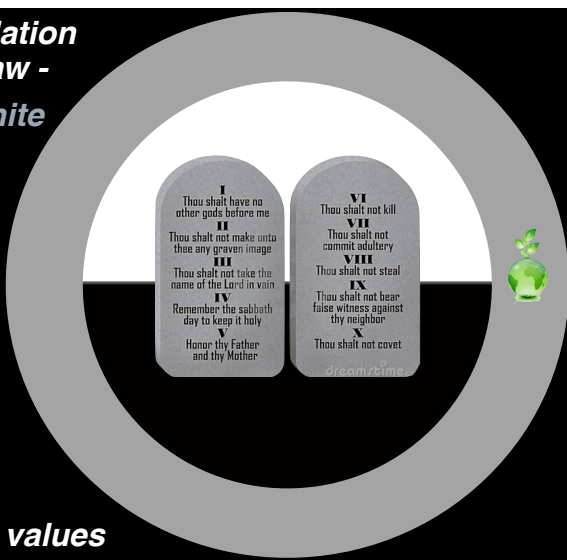 lation
aw -
nite
I
Thou shalt have no
other gods before me
II
Thou shalt not make unto
thee any graven image
III
Thou shalt not take the
name of the Lord in vain
IV
Remember the sabbath
day to keep it holy
V
Honor thy Father
and thy Mother
VI
Thou shalt not kill
VII
Thou shalt not
commit adultery
VIII
Thou shalt not steal
IX
Thou shalt not bear
false witness against
thy neighbor
X
Thou shalt not covet
dreamstime
values